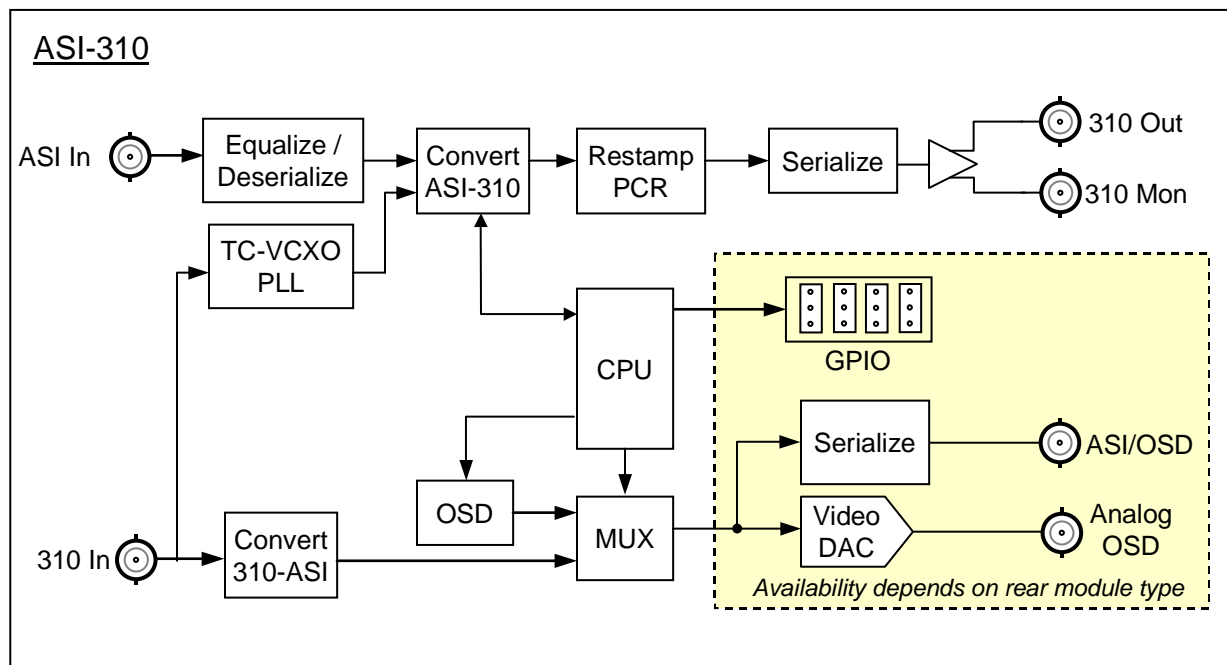 ASI-310
ASI In
Equalize /
Deserialize
Convert
ASI-310
Restamp
PCR
Serialize
310 Out
310 Mon
TC-VCXO
PLL
CPU
GPIO
Serialize
ASI/OSD
OSD
MUX
Video
DAC
Analog
OSD
310 In
Convert
310-ASI
Availability depends on rear module type